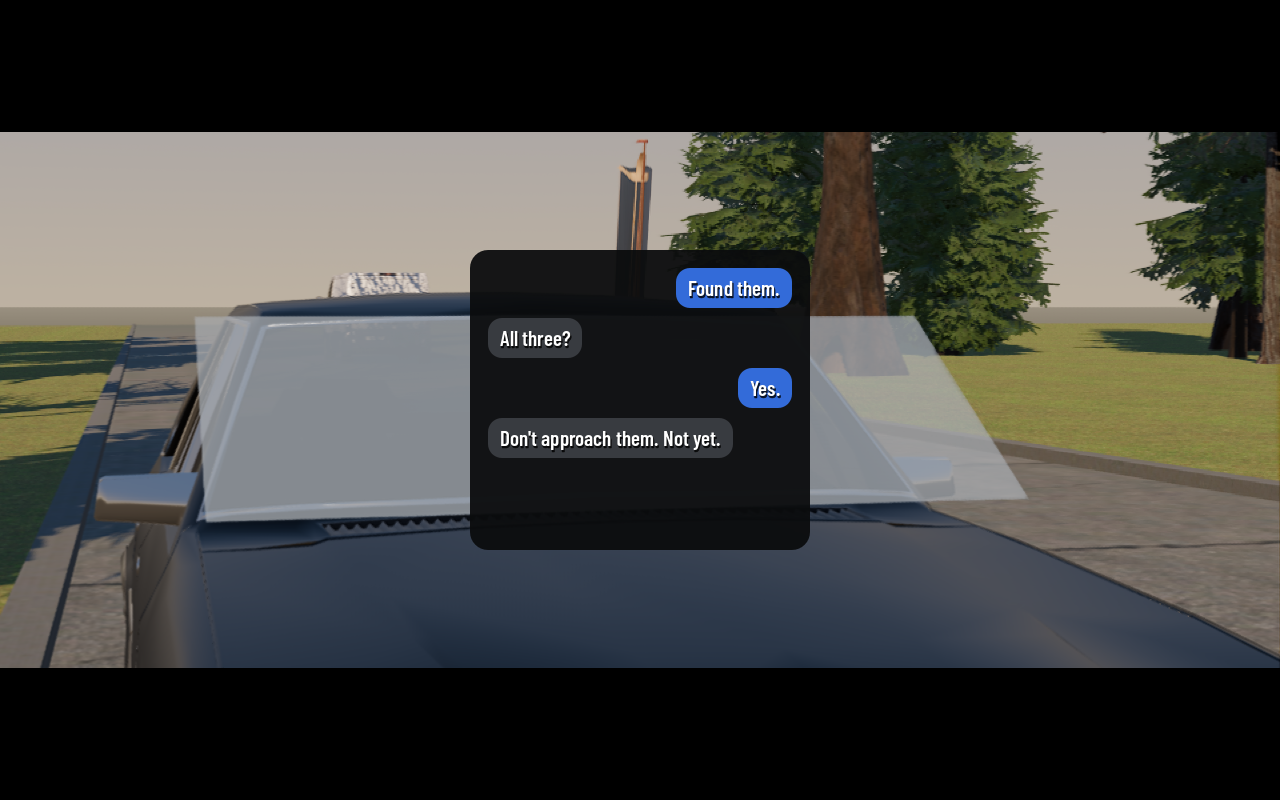 Found them.
All three?
Yes.
Don't approach them. Not yet.